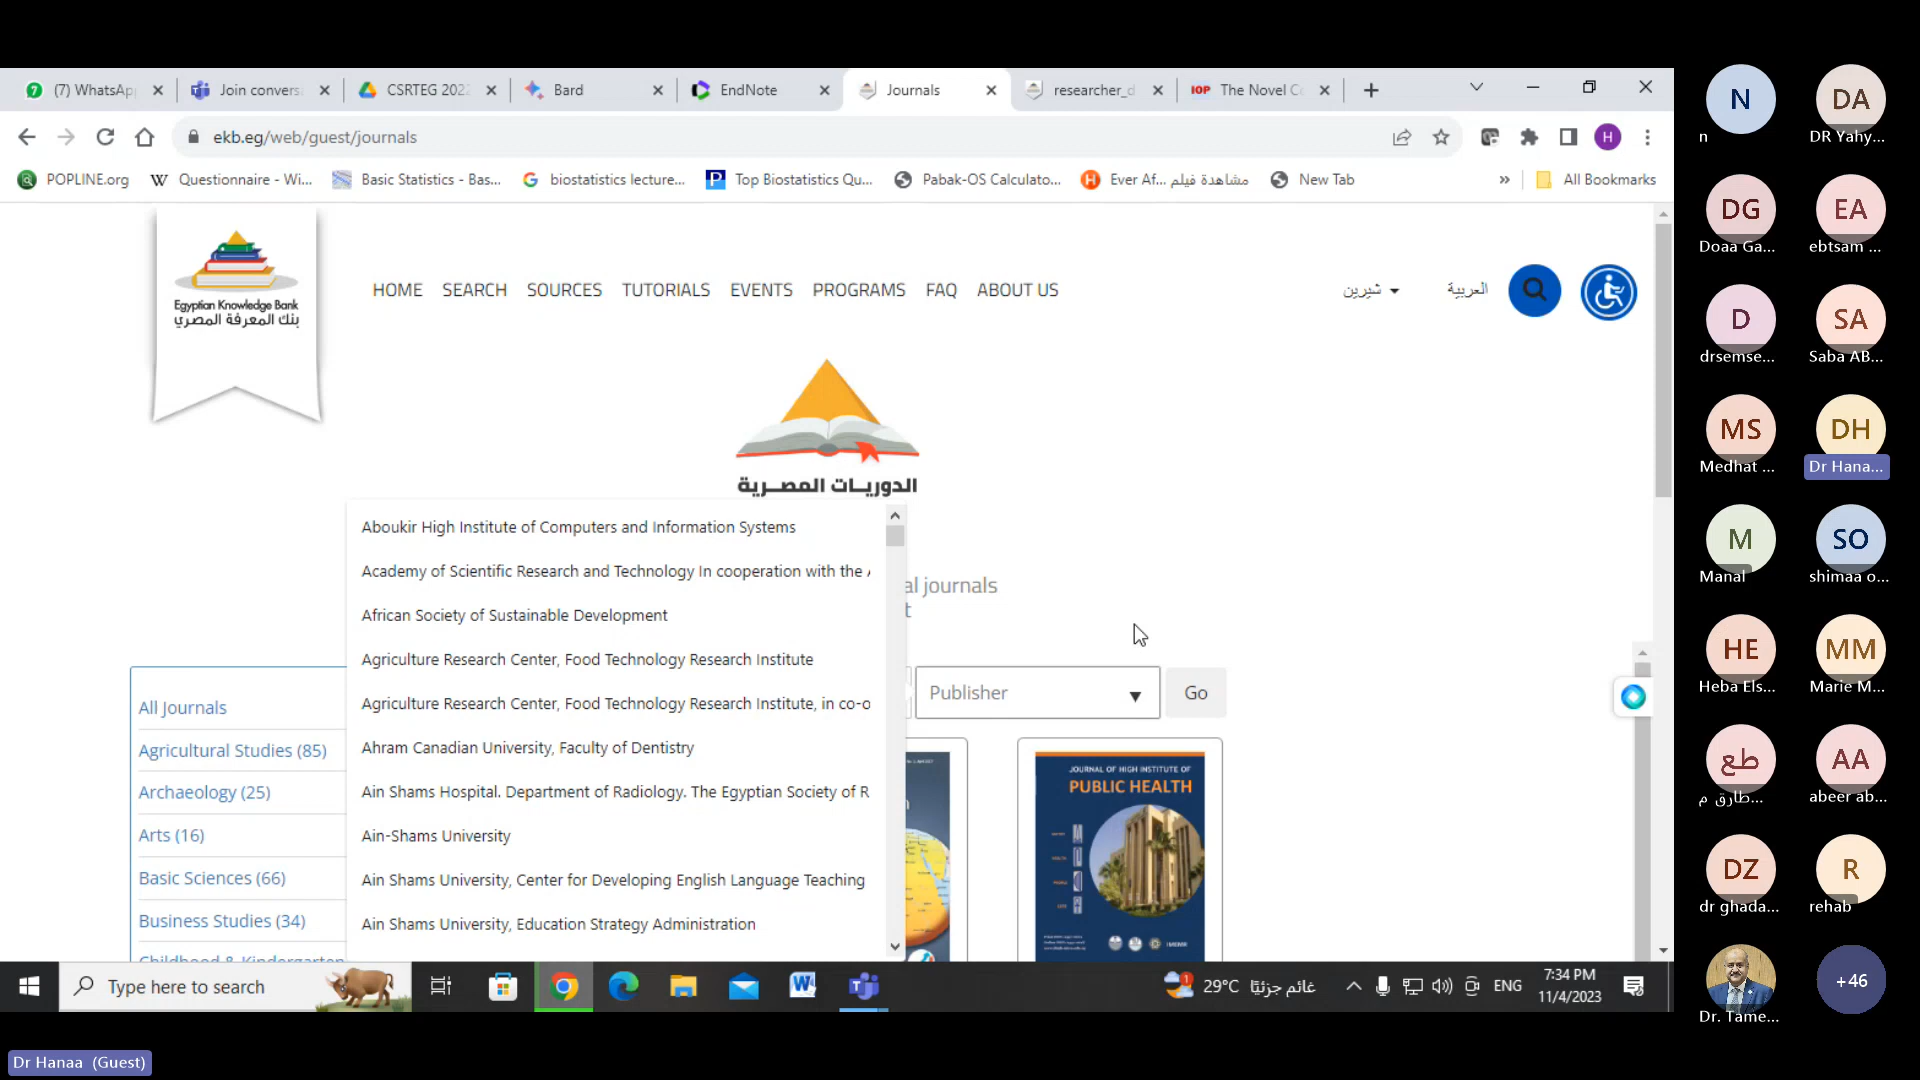 (7) WhatsAp
Join convers
CSRTEG 202
Bard
EndNote
Journals
researcher_d
IOP The Novel Co
ekb.eg/web/guest/journals
H
POPLINE.org
W Questionnaire - Wi...
Basic Statistics - Bas...
G biostatistics lecture...
P Top Biostatistics Qu...
Pabak-OS Calculato...
H Ever Af... مشاهدة فيلم
New Tab
»
All Bookmarks
Egyptian Knowledge Bank
بنك المعرفة المصري
HOME
SEARCH
SOURCES
TUTORIALS
EVENTS
PROGRAMS
FAQ
ABOUT US
شيرين
العربية
الدوريات المصرية
al journals
t
Aboukir High Institute of Computers and Information Systems
Academy of Scientific Research and Technology In cooperation with the
African Society of Sustainable Development
Agriculture Research Center, Food Technology Research Institute
Agriculture Research Center, Food Technology Research Institute, in co-o
Ahram Canadian University, Faculty of Dentistry
Ain Shams Hospital. Department of Radiology. The Egyptian Society of R
Ain-Shams University
Ain Shams University, Center for Developing English Language Teaching
Ain Shams University, Education Strategy Administration
Publisher
Go
All Journals
Agricultural Studies (85)
Archaeology (25)
Arts (16)
Basic Sciences (66)
Business Studies (34)
Childhood & Kindergarten
JOURNAL OF HIGH INSTITUTE OF
PUBLIC HEALTH
Type here to search
1
29°C غائم جزئيًا
ENG
7:34 PM
11/4/2023
N
n
DA
DR Yahy...
DG
Doaa Ga...
EA
ebtsam ...
D
drsemse...
SA
Saba AB...
MS
Medhat ...
DH
Dr Hana...
M
Manal
SO
shimaa o...
HE
Heba Els...
MM
Marie M...
طع
طارق م...
AA
abeer ab...
DZ
dr ghada...
R
rehab
Dr. Tame...
+46
Dr Hanaa (Guest)